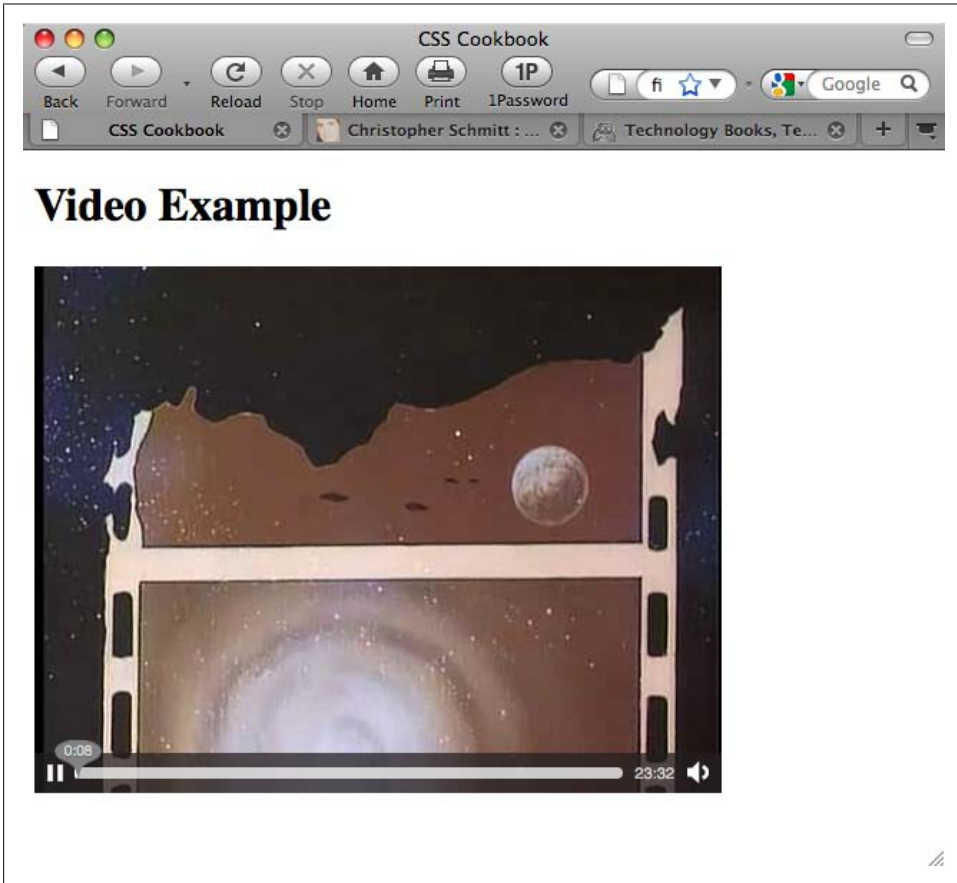 CSS Cookbook
1P
fi
Google
Back Forward Reload Stop Home Print 1Password
CSS Cookbook
Christopher Schmitt : ...
Technology Books, Te...
Video Example
0:08
23:32